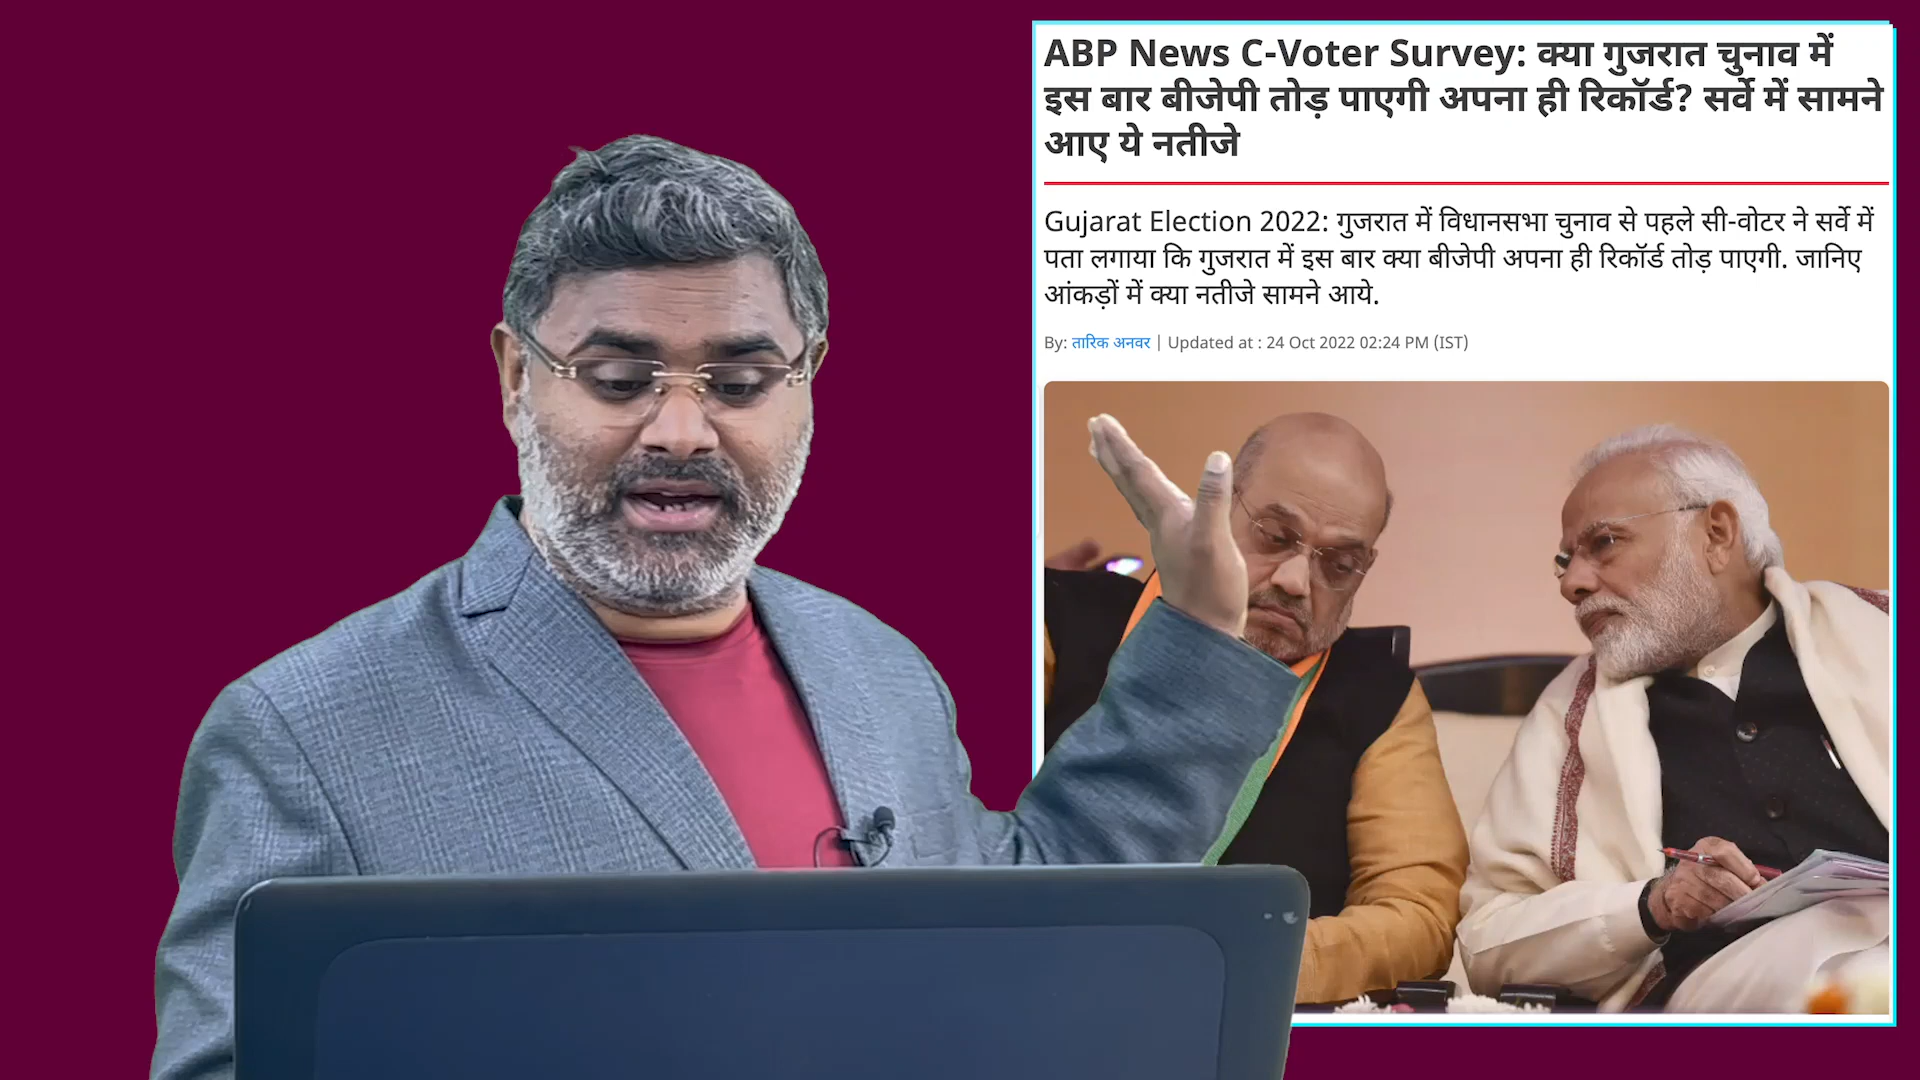 ABP News C-Voter Survey: क्या गुजरात चुनाव में
इस बार बीजेपी तोड़ पाएगी अपना ही रिकॉर्ड? सर्वे में सामने
आए ये नतीजे
Gujarat Election 2022: गुजरात में विधानसभा चुनाव से पहले सी-वोटर ने सर्वे में
पता लगाया कि गुजरात में इस बार क्या बीजेपी अपना ही रिकॉर्ड तोड़ पाएगी. जानिए
आंकड़ों में क्या नतीजे सामने आये.
By: तारिक अनवर | Updated at : 24 Oct 2022 02:24 PM (IST)